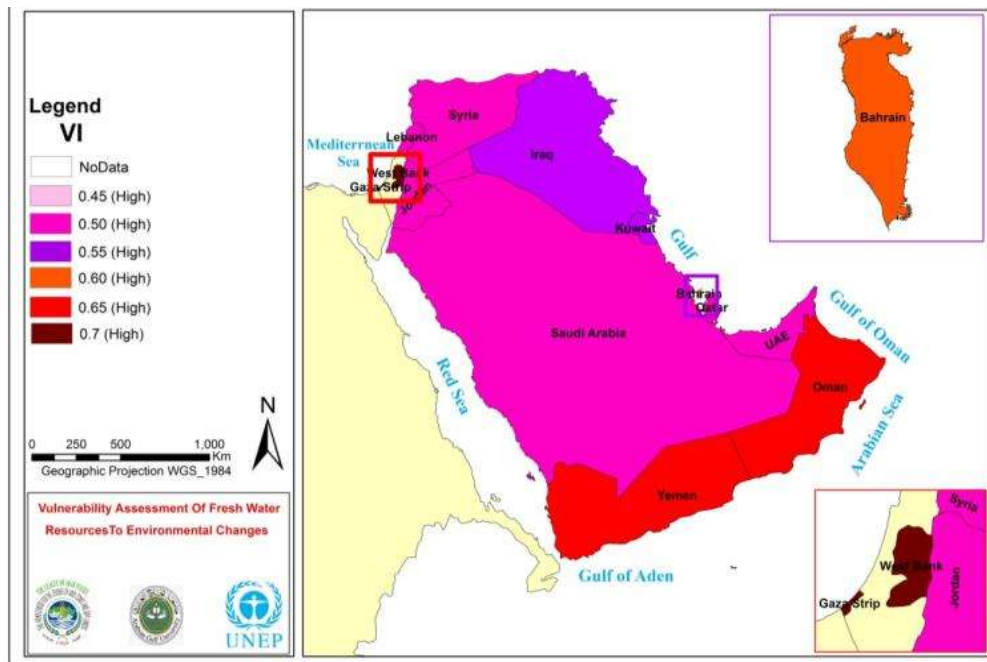 Legend
VI
NoData
0.45 (High)
0.50 (High)
0.55 (High)
0.60 (High)
0.65 (High)
0.7 (High)
N
0 250 500 1,000
Km
Geographic Projection WGS_1984
Vulnerability Assessment Of Fresh Water
ResourcesTo Environmental Changes
UNEP
Syria
Lebanon
Mediterrnean
Sea
West Bank
Gaza Strip
Jordan
Iraq
Kuwait
Gulf
Bahrain
Qatar
Saudi Arabia
UAE
Gulf of Oman
Oman
Red Sea
Arabian Sea
Yemen
Gulf of Aden
Bahrain
Syria
West Bank
Gaza Strip
Jordan